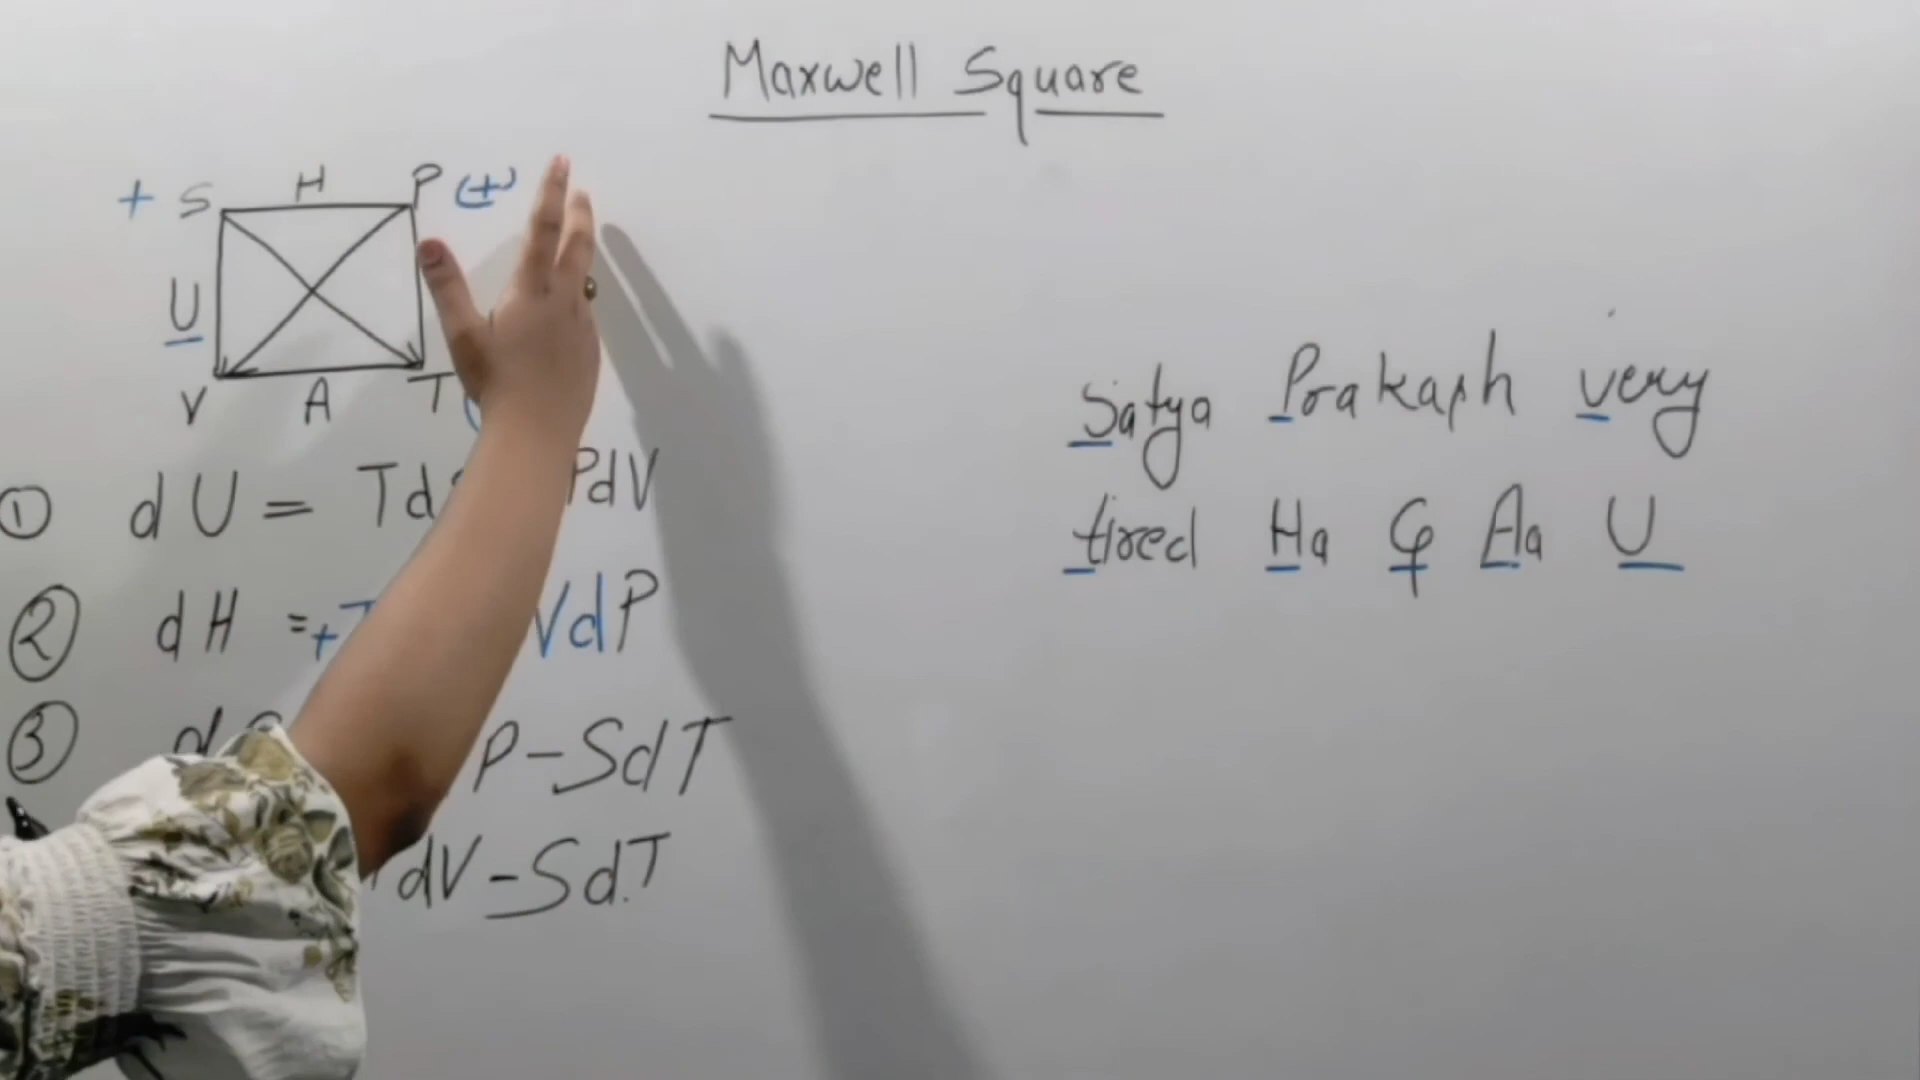 Maxwell Square
+ S H P (+)
U
V A T
① dU = Td PdV
Satya Prakash very
tired Ha G Aa U
② dH =+ VdP
③ P-SdT
dV-SdT